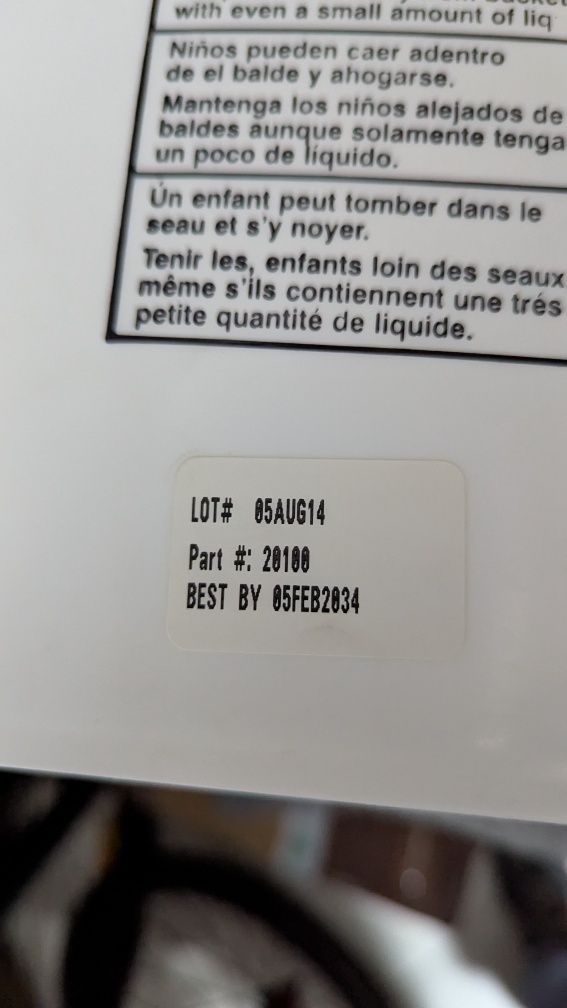 with even a small amount of liq
Niños pueden caer adentro
de el balde y ahogarse.
Mantenga los niños alejados de
baldes aunque solamente tenga
un poco de líquido.
Ún enfant peut tomber dans le
seau et s'y noyer.
Tenir les, enfants loin des seaux
même s'ils contiennent une trés
petite quantité de liquide.
LOT# 05AUG14
Part #: 20100
BEST BY 05FEB2034